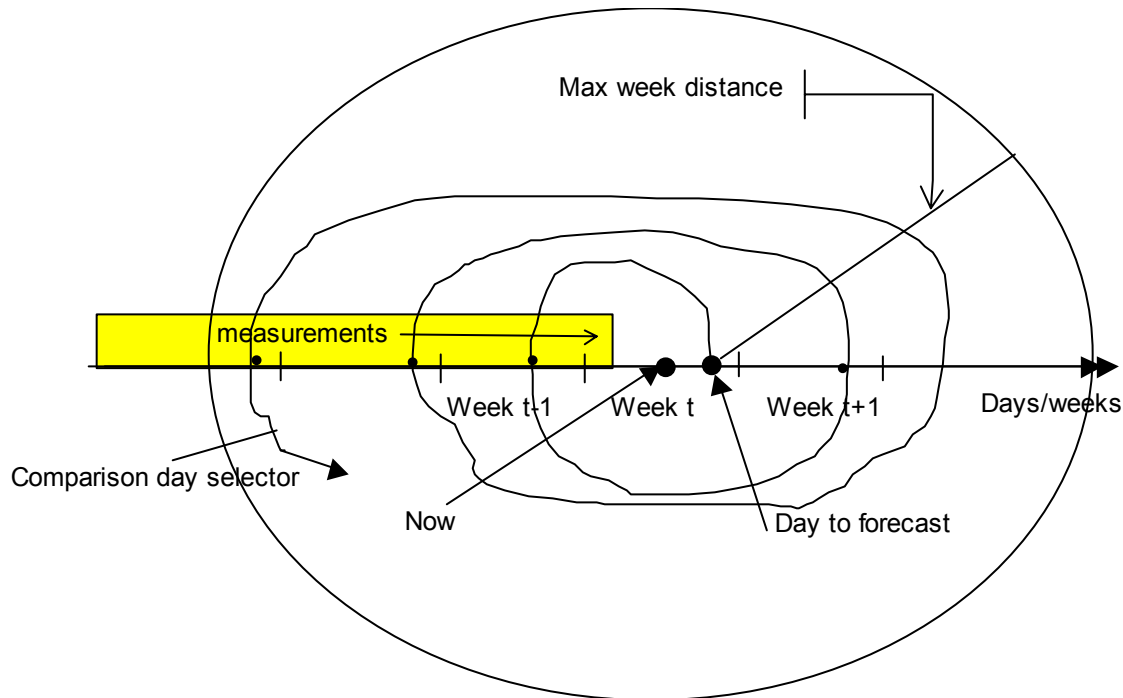 Max week distance
measurements
Week t-1
Week t
Week t+1
Days/weeks
Comparison day selector
Now
Day to forecast